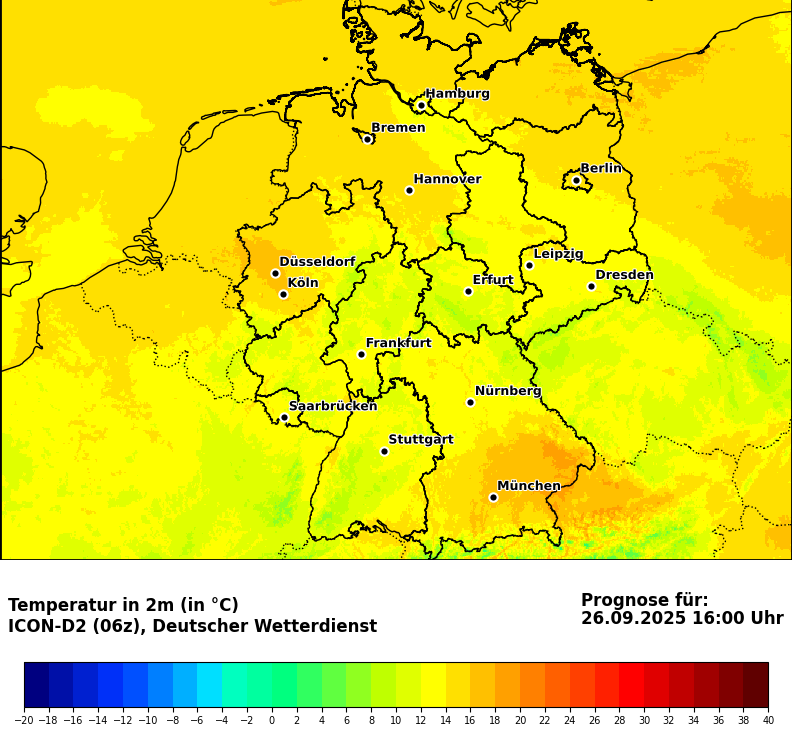 Hamburg
Bremen
Berlin
Hannover
Leipzig
Düsseldorf
Dresden
Erfurt
Köln
Frankfurt
Nürnberg
Saarbrücken
Stuttgart
München
Temperatur in 2m (in °C)
ICON-D2 (06z), Deutscher Wetterdienst
Prognose für:
26.09.2025 16:00 Uhr
−20 −18 −16 −14 −12 −10 −8 −6 −4 −2 0 2 4 6 8 10 12 14 16 18 20 22 24 26 28 30 32 34 36 38 40